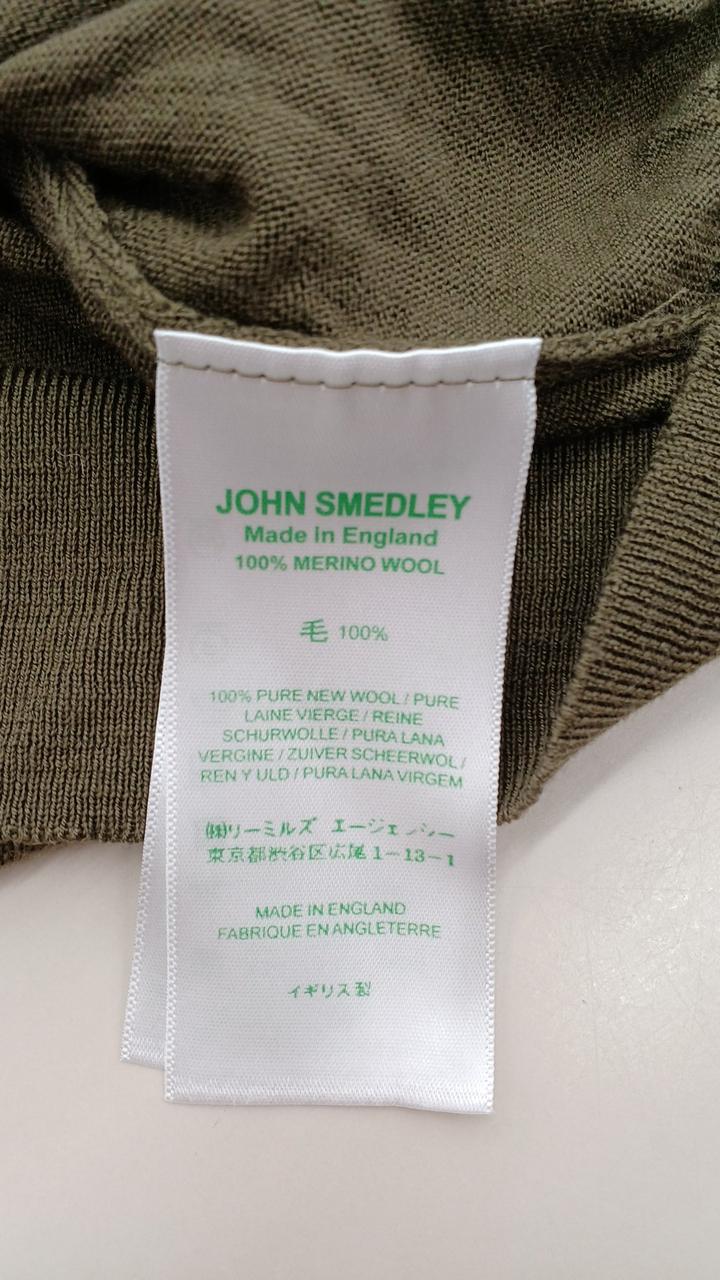 JOHN SMEDLEY
Made in England
100% MERINO WOOL
毛 100%
100% PURE NEW WOOL / PURE
LAINE VIERGE / REINE
SCHURWOLLE / PURA LANA
VERGINE / ZUIVER SCHEERWOL /
REN Y ULD / PURA LANA VIRGEM
㈱リーミルズ エージェンシー
東京都渋谷区広尾1-13-1
MADE IN ENGLAND
FABRIQUE EN ANGLETERRE
イギリス製